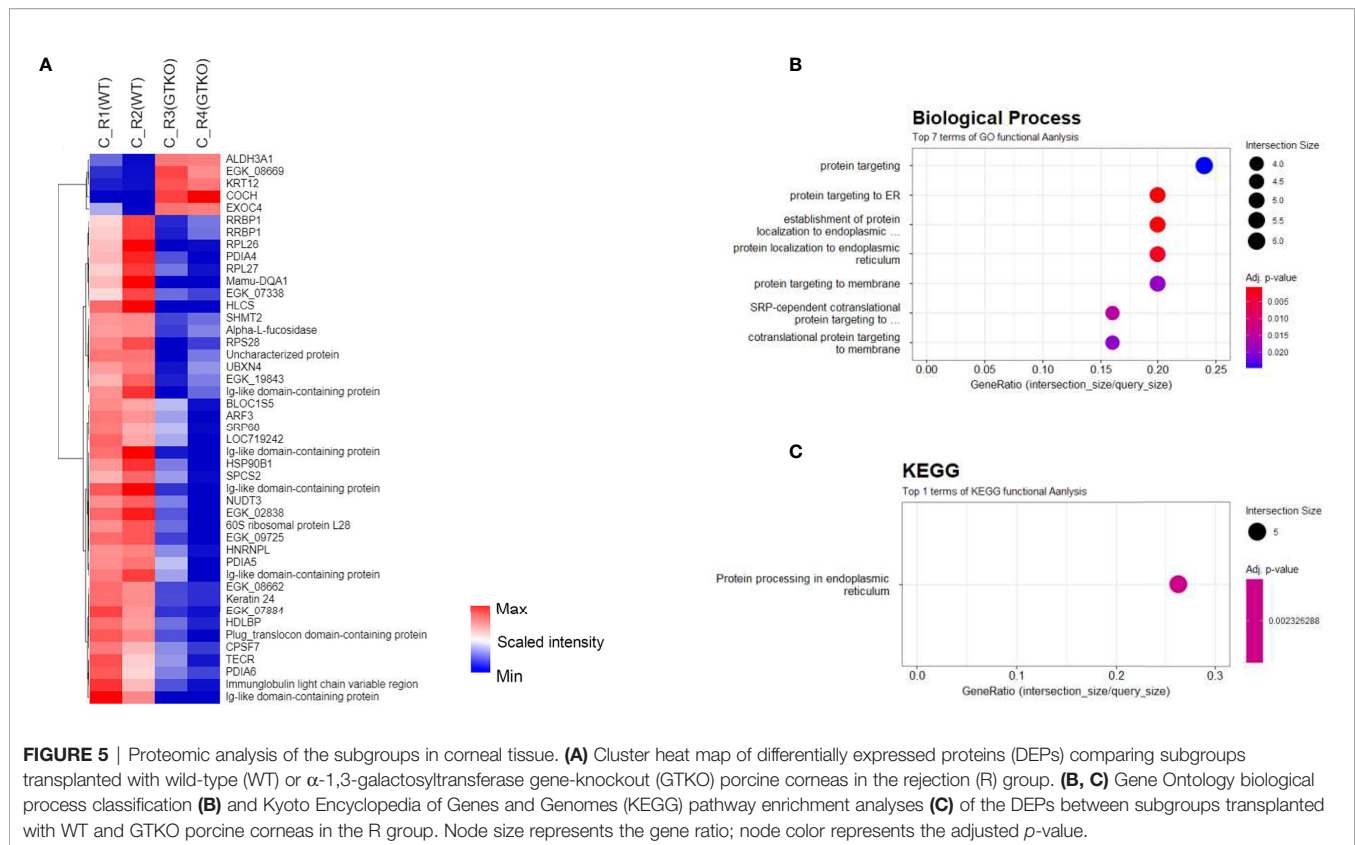 A
C_R1(WT)
C_R2(WT)
C_R3(GTKO)
C_R4(GTKO)
ALDH3A1
EGK_08669
KRT12
COCH
EXOC4
RRBP1
RRBP1
RPL26
PDIA4
RPL27
Mamu-DQA1
EGK_07338
HLCS
SHMT2
Alpha-L-fucosidase
RPS28
Uncharacterized protein
UBXN4
EGK_19843
Ig-like domain-containing protein
BLOC1S5
ARF3
SRP68
LOC719242
Ig-like domain-containing protein
HSP90B1
SPCS2
Ig-like domain-containing protein
NUDT3
EGK_02838
60S ribosomal protein L28
EGK_09725
HNRNPL
PDIA5
Ig-like domain-containing protein
EGK_08662
Keratin 24
EGK_07884
HDLBP
Plug_translocon domain-containing protein
CPSF7
TECR
PDIA6
Immunglobulin light chain variable region
Ig-like domain-containing protein
Max
Scaled intensity
Min
B
Biological Process
Top 7 terms of GO functional Aanlysis
protein targeting
protein targeting to ER
establishment of protein
localization to endoplasmic ...
protein localization to endoplasmic
reticulum
protein targeting to membrane
SRP-cependent cotranslational
protein targeting to ...
cotranslational protein targeting
to membrane
0.00 0.05 0.10 0.15 0.20 0.25
GeneRatio (intersection_size/query_size)
Intersection Size
4.0
4.5
5.0
5.5
6.0
Adj. p-value
0.005
0.010
0.015
0.020
C
KEGG
Top 1 terms of KEGG functional Aanlysis
Protein processing in endoplasmic
reticulum
0.0 0.1 0.2 0.3
GeneRatio (intersection_size/query_size)
Intersection Size
5
Adj. p-value
0.002326288
FIGURE 5 | Proteomic analysis of the subgroups in corneal tissue. (A) Cluster heat map of differentially expressed proteins (DEPs) comparing subgroups
transplanted with wild-type (WT) or α-1,3-galactosyltransferase gene-knockout (GTKO) porcine corneas in the rejection (R) group. (B, C) Gene Ontology biological
process classification (B) and Kyoto Encyclopedia of Genes and Genomes (KEGG) pathway enrichment analyses (C) of the DEPs between subgroups transplanted
with WT and GTKO porcine corneas in the R group. Node size represents the gene ratio; node color represents the adjusted p-value.